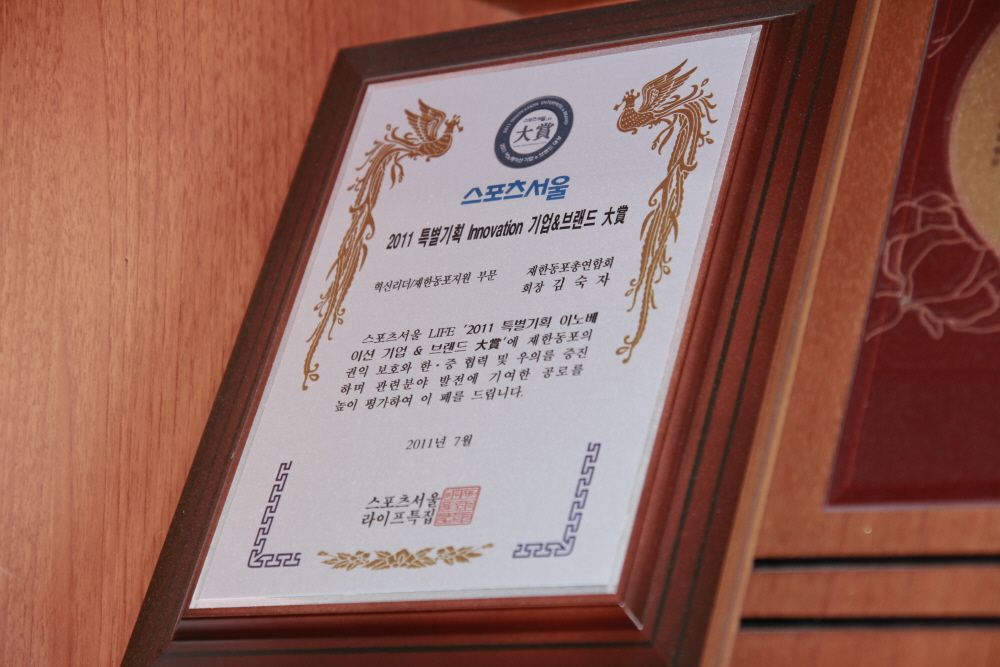 스포츠서울
大賞
스포츠서울
2011 특별기획 Innovation 기업&브랜드 大賞
혁신리더/재한동포지원 부문
재한동포총연합회
회장 김 숙 자
스포츠서울 LIFE '2011 특별기획 이노베
이션 기업 & 브랜드 大賞'에 재한동포의
권익 보호와 한·중 협력 및 우의를 증진
하며 관련분야 발전에 기여한 공로를
높이 평가하여 이 패를 드립니다.
2011년 7월
스포츠서울
라이프특집